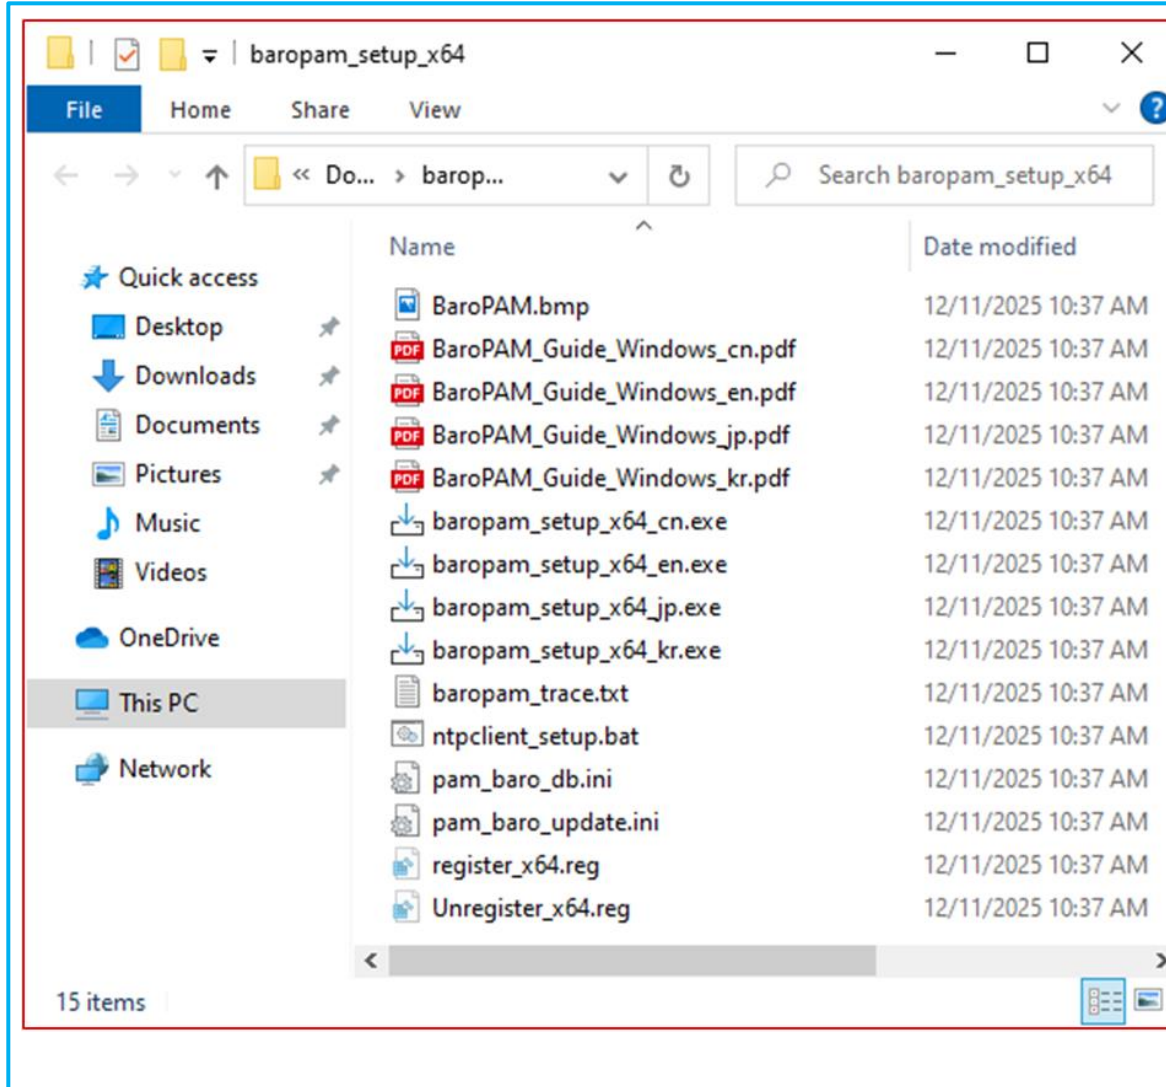 baropam_setup_x64
File Home Share View
« Do... › barop... Search baropam_setup_x64
Name Date modified
Quick access
Desktop
Downloads
Documents
Pictures
Music
Videos
OneDrive
This PC
Network
BaroPAM.bmp 12/11/2025 10:37 AM
BaroPAM_Guide_Windows_cn.pdf 12/11/2025 10:37 AM
BaroPAM_Guide_Windows_en.pdf 12/11/2025 10:37 AM
BaroPAM_Guide_Windows_jp.pdf 12/11/2025 10:37 AM
BaroPAM_Guide_Windows_kr.pdf 12/11/2025 10:37 AM
baropam_setup_x64_cn.exe 12/11/2025 10:37 AM
baropam_setup_x64_en.exe 12/11/2025 10:37 AM
baropam_setup_x64_jp.exe 12/11/2025 10:37 AM
baropam_setup_x64_kr.exe 12/11/2025 10:37 AM
baropam_trace.txt 12/11/2025 10:37 AM
ntpclient_setup.bat 12/11/2025 10:37 AM
pam_baro_db.ini 12/11/2025 10:37 AM
pam_baro_update.ini 12/11/2025 10:37 AM
register_x64.reg 12/11/2025 10:37 AM
Unregister_x64.reg 12/11/2025 10:37 AM
15 items